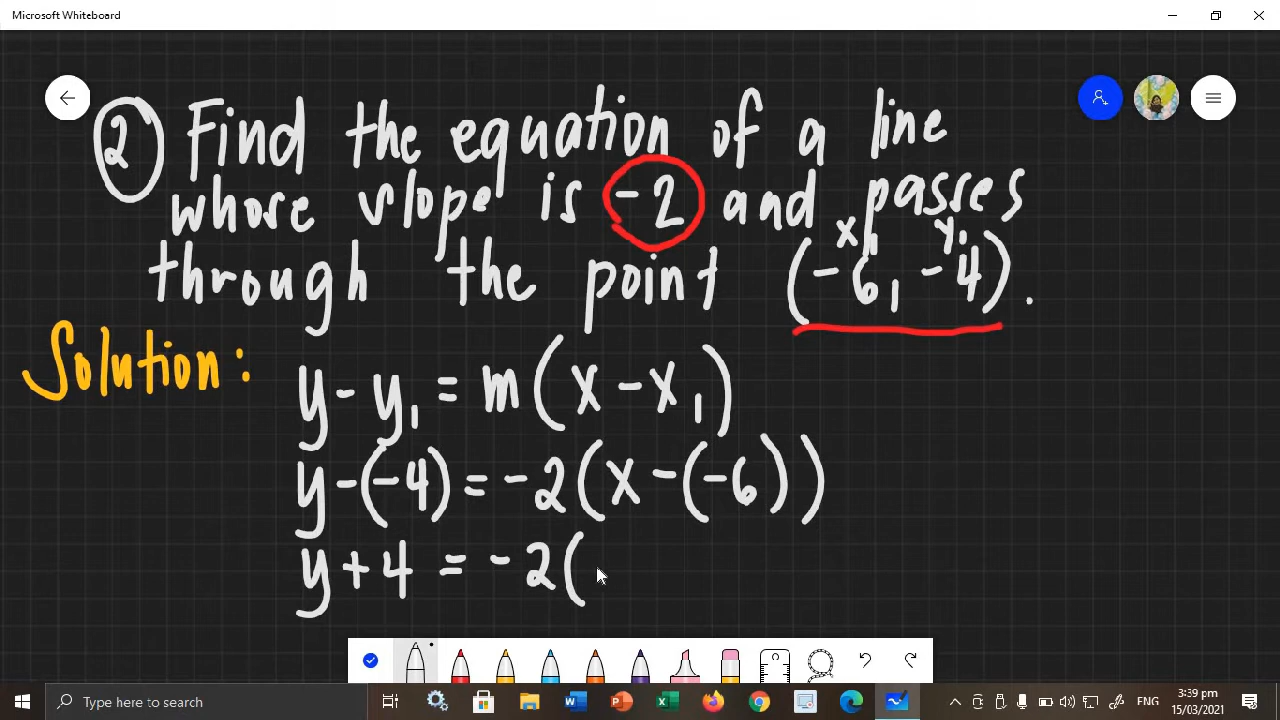 Microsoft Whiteboard
② Find the equation of a line
whose slope is -2 and passes
x₁ y₁
through the point (-6, -4).
Solution:
y - y₁ = m(x - x₁)
y - (-4) = -2(x - (-6))
y + 4 = -2(
Type here to search
ENG
3:39 pm
15/03/2021